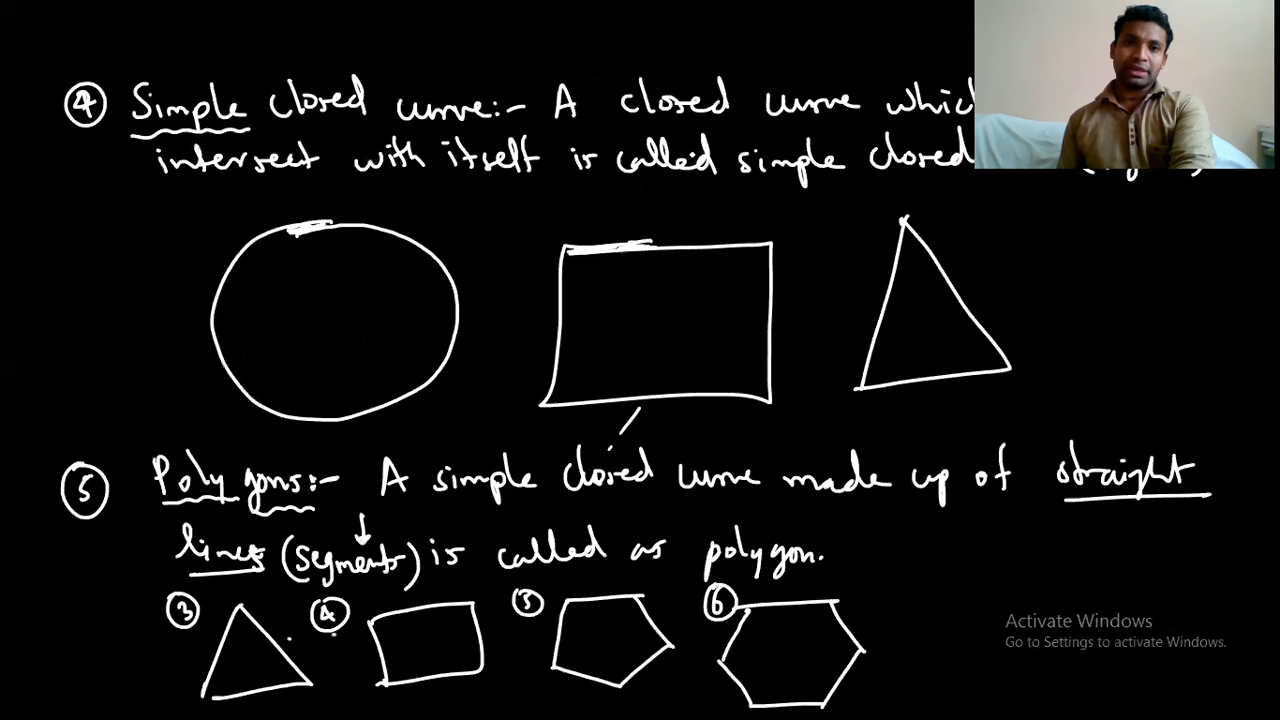 ④ Simple closed curve:- A closed curve whic
intersect with itself is called simple closed
⑤ Polygons:- A simple closed curve made up of straight
lines (segments) is called as polygon.
③ ④ ⑤ ⑥
Activate Windows
Go to Settings to activate Windows.